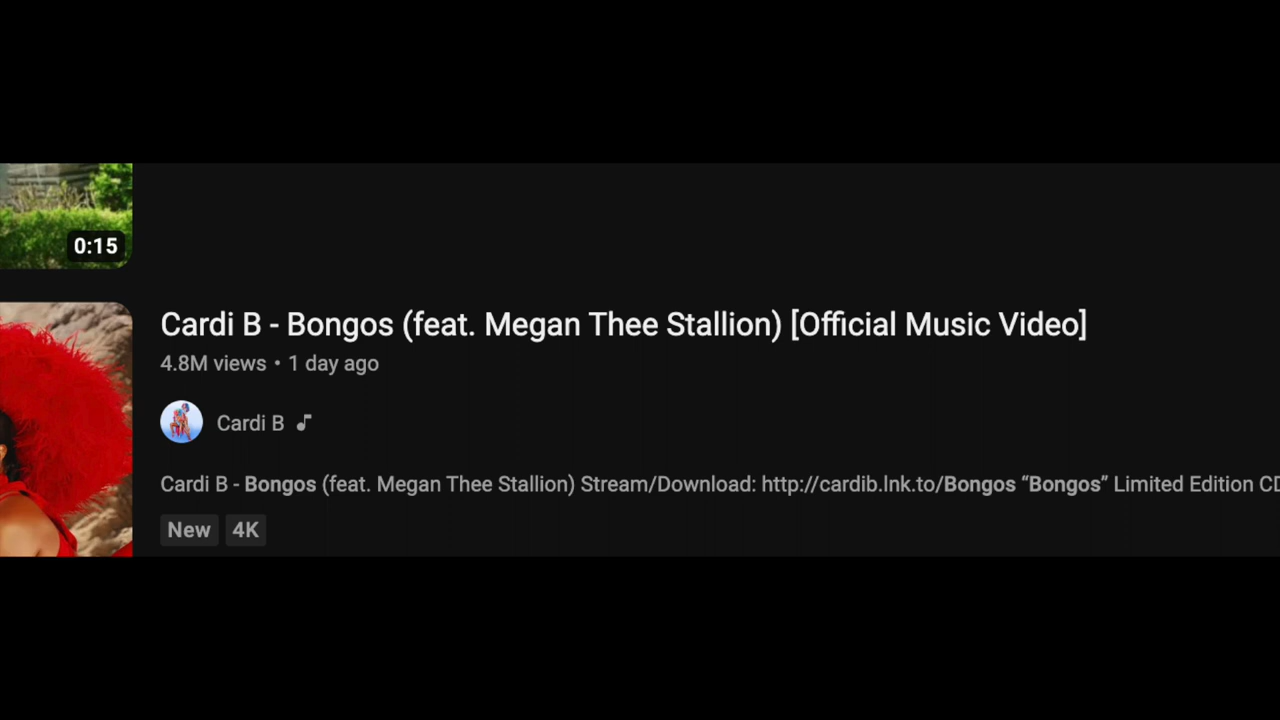 0:15
Cardi B - Bongos (feat. Megan Thee Stallion) [Official Music Video]
4.8M views • 1 day ago
Cardi B
Cardi B - Bongos (feat. Megan Thee Stallion) Stream/Download: http://cardib.lnk.to/Bongos “Bongos” Limited Edition CD
New 4K